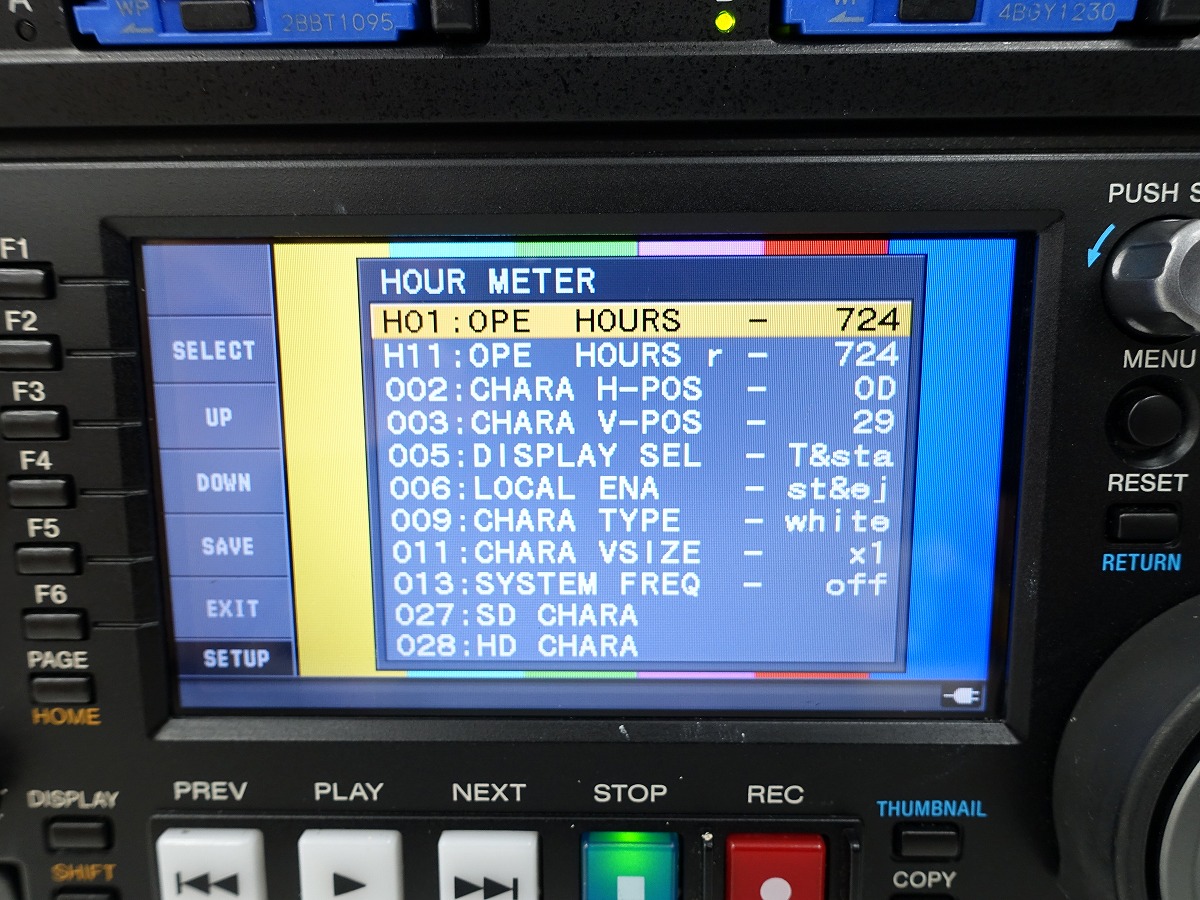 WP
2BBT1095
4BGY1230
PUSH
F1
F2
F3
F4
F5
F6
PAGE
HOME
SELECT
UP
DOWN
SAVE
EXIT
SETUP
HOUR METER
H01:OPE HOURS - 724
H11:OPE HOURS r - 724
002:CHARA H-POS - 0D
003:CHARA V-POS - 29
005:DISPLAY SEL - T&sta
006:LOCAL ENA - st&ej
009:CHARA TYPE - white
011:CHARA VSIZE - x1
013:SYSTEM FREQ - off
027:SD CHARA
028:HD CHARA
MENU
RESET
RETURN
DISPLAY
SHIFT
PREV
PLAY
NEXT
STOP
REC
THUMBNAIL
COPY